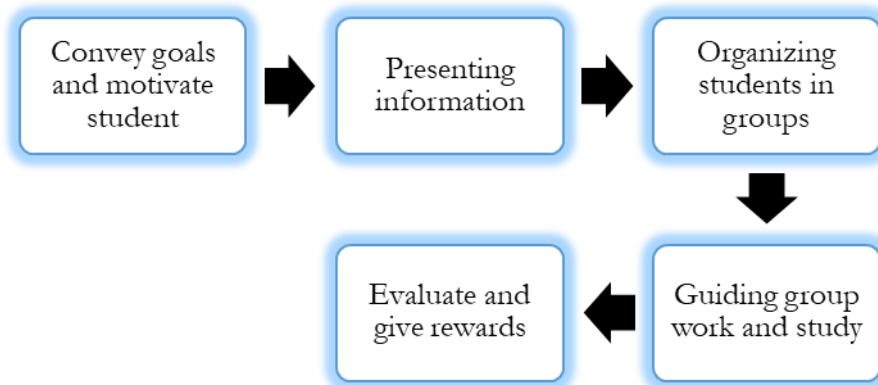 Convey goals
and motivate
student
Presenting
information
Organizing
students in
groups
Guiding group
work and study
Evaluate and
give rewards